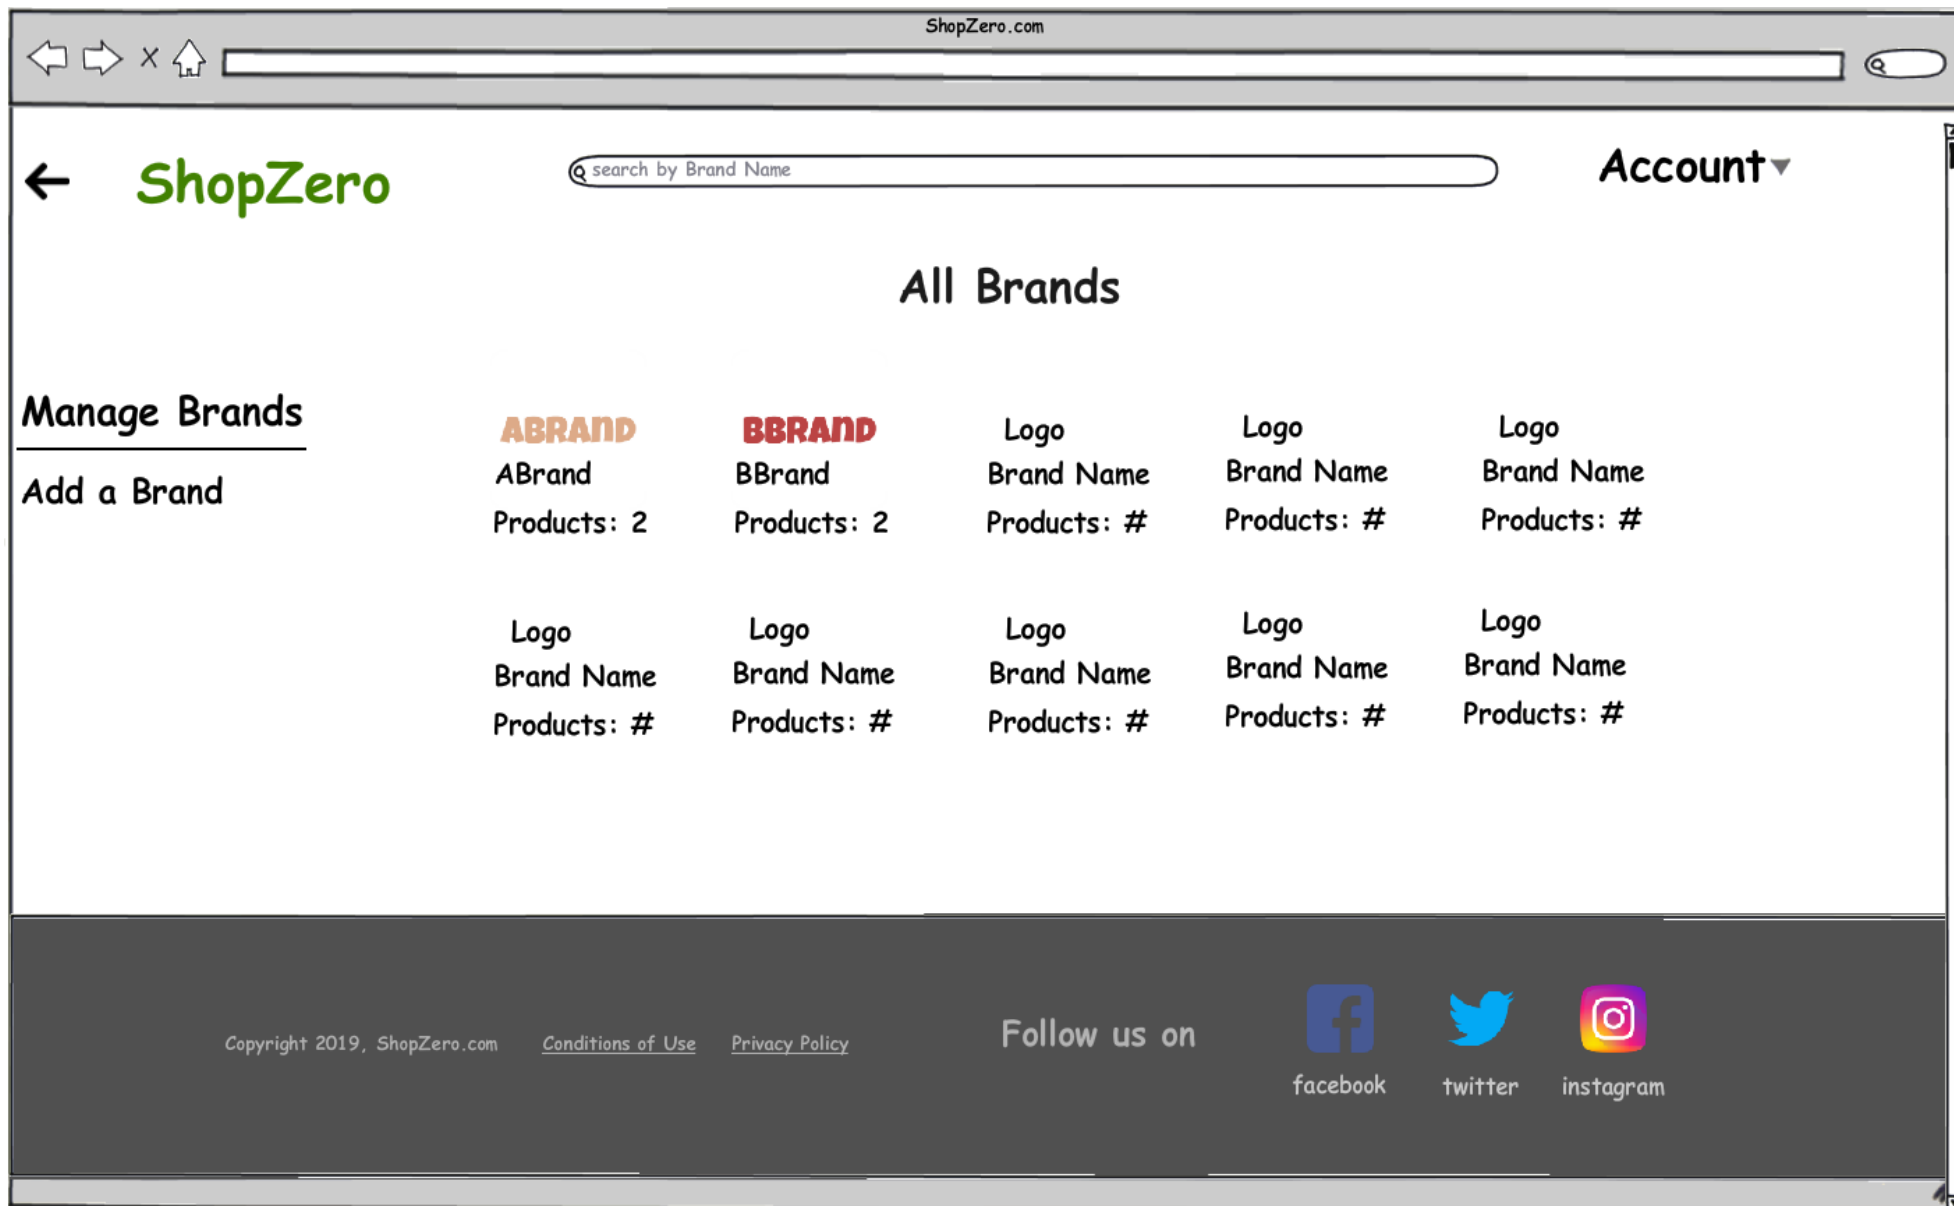 ShopZero.com
ShopZero
search by Brand Name
Account
All Brands
Manage Brands
Add a Brand
ABRAND
BBRAND
Logo
Logo
Logo
ABrand
BBrand
Brand Name
Brand Name
Brand Name
Products: 2
Products: 2
Products: #
Products: #
Products: #
Logo
Logo
Logo
Logo
Logo
Brand Name
Brand Name
Brand Name
Brand Name
Brand Name
Products: #
Products: #
Products: #
Products: #
Products: #
Copyright 2019, ShopZero.com
Conditions of Use
Privacy Policy
Follow us on
facebook
twitter
instagram